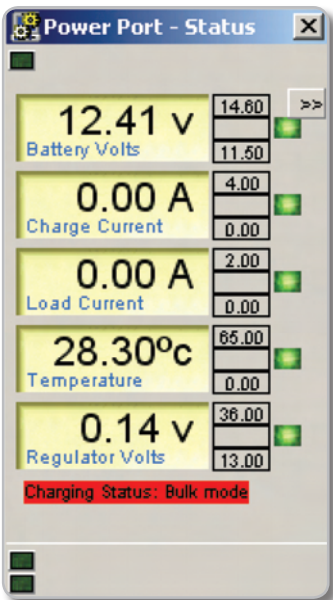 Power Port - Status
>>
12.41 v
Battery Volts
14.60
11.50
0.00 A
Charge Current
4.00
0.00
0.00 A
Load Current
2.00
0.00
28.30ºc
Temperature
65.00
0.00
0.14 v
Regulator Volts
36.00
13.00
Charging Status: Bulk mode